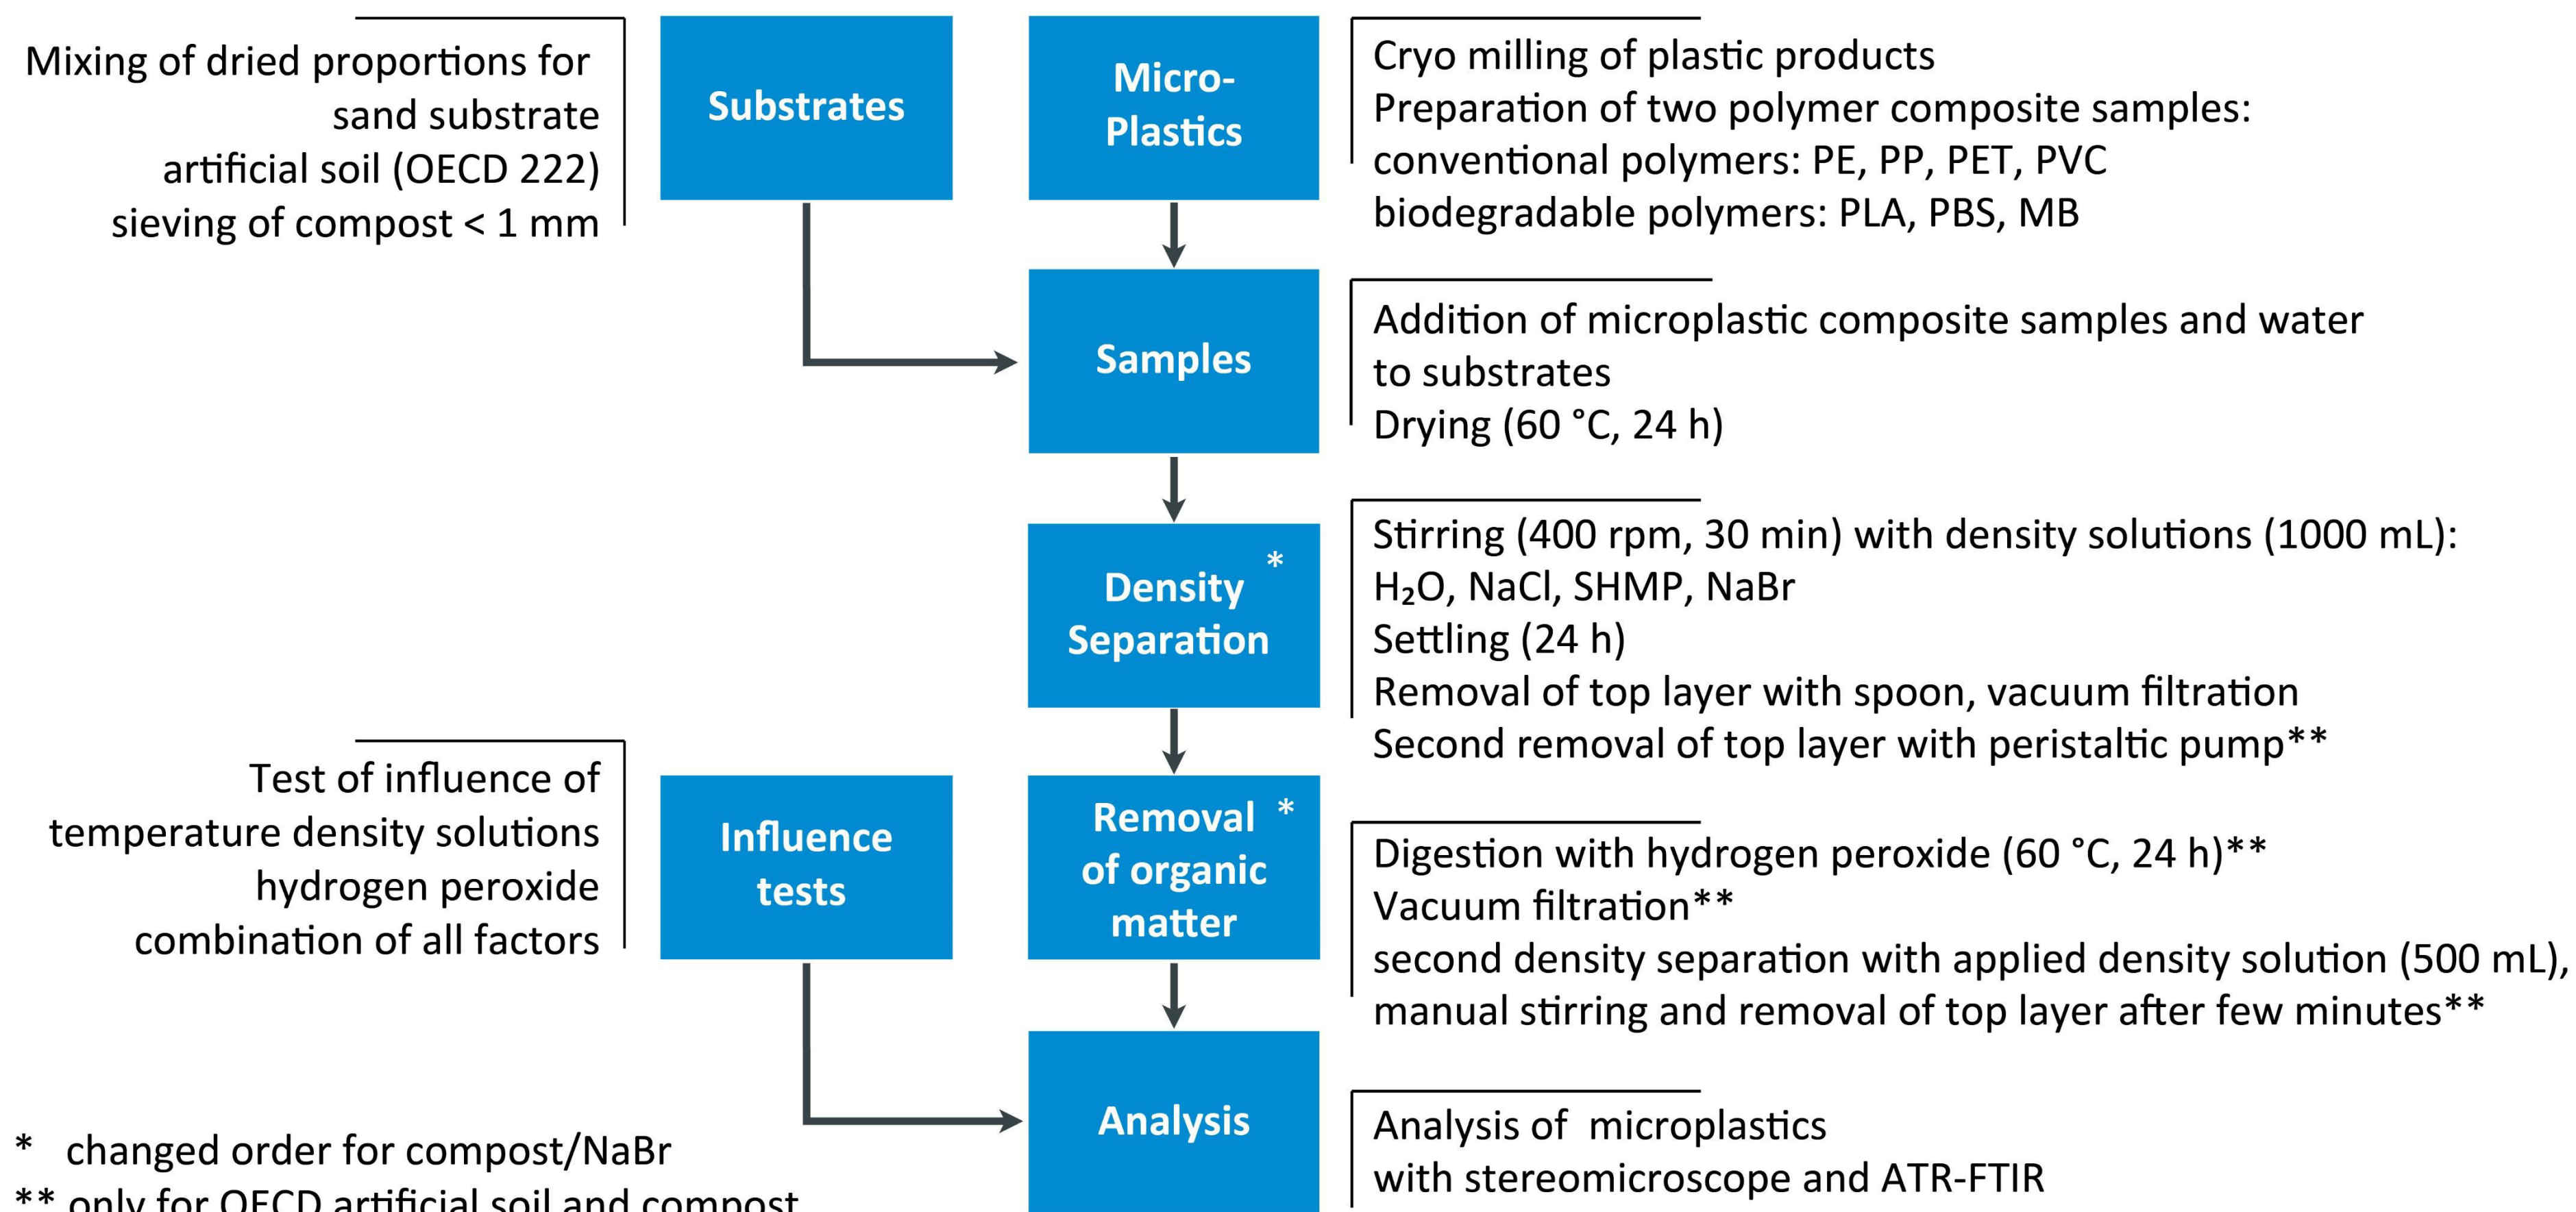 Mixing of dried proportions for
sand substrate
artificial soil (OECD 222)
sieving of compost < 1 mm
Substrates
Micro-
Plastics
Cryo milling of plastic products
Preparation of two polymer composite samples:
conventional polymers: PE, PP, PET, PVC
biodegradable polymers: PLA, PBS, MB
Samples
Addition of microplastic composite samples and water
to substrates
Drying (60 °C, 24 h)
Density *
Separation
Stirring (400 rpm, 30 min) with density solutions (1000 mL):
H₂O, NaCl, SHMP, NaBr
Settling (24 h)
Removal of top layer with spoon, vacuum filtration
Second removal of top layer with peristaltic pump**
Test of influence of
temperature density solutions
hydrogen peroxide
combination of all factors
Influence
tests
Removal *
of organic
matter
Digestion with hydrogen peroxide (60 °C, 24 h)**
Vacuum filtration**
second density separation with applied density solution (500 mL),
manual stirring and removal of top layer after few minutes**
Analysis
Analysis of microplastics
with stereomicroscope and ATR-FTIR
* changed order for compost/NaBr
** only for OECD artificial soil and compost